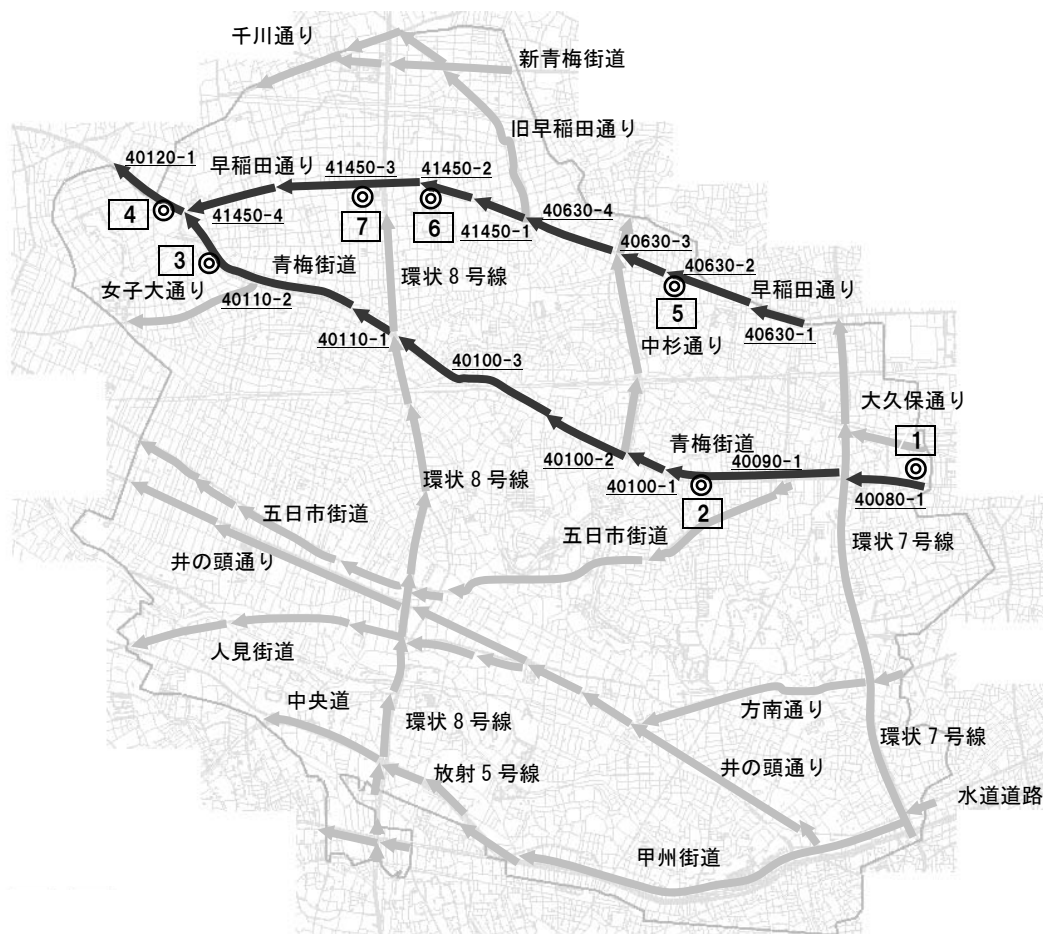 千川通り
新青梅街道
旧早稲田通り
40120-1
早稲田通り
41450-3
41450-2
4
41450-4
7
6
41450-1
40630-4
3
青梅街道
環状８号線
40630-3
40630-2
早稲田通り
女子大通り
40110-2
5
中杉通り
40630-1
40110-1
40100-3
大久保通り
1
青梅街道
40100-2
40090-1
40100-1
40080-1
環状８号線
2
五日市街道
五日市街道
環状７号線
井の頭通り
人見街道
中央道
環状８号線
方南通り
環状７号線
放射５号線
井の頭通り
水道道路
甲州街道